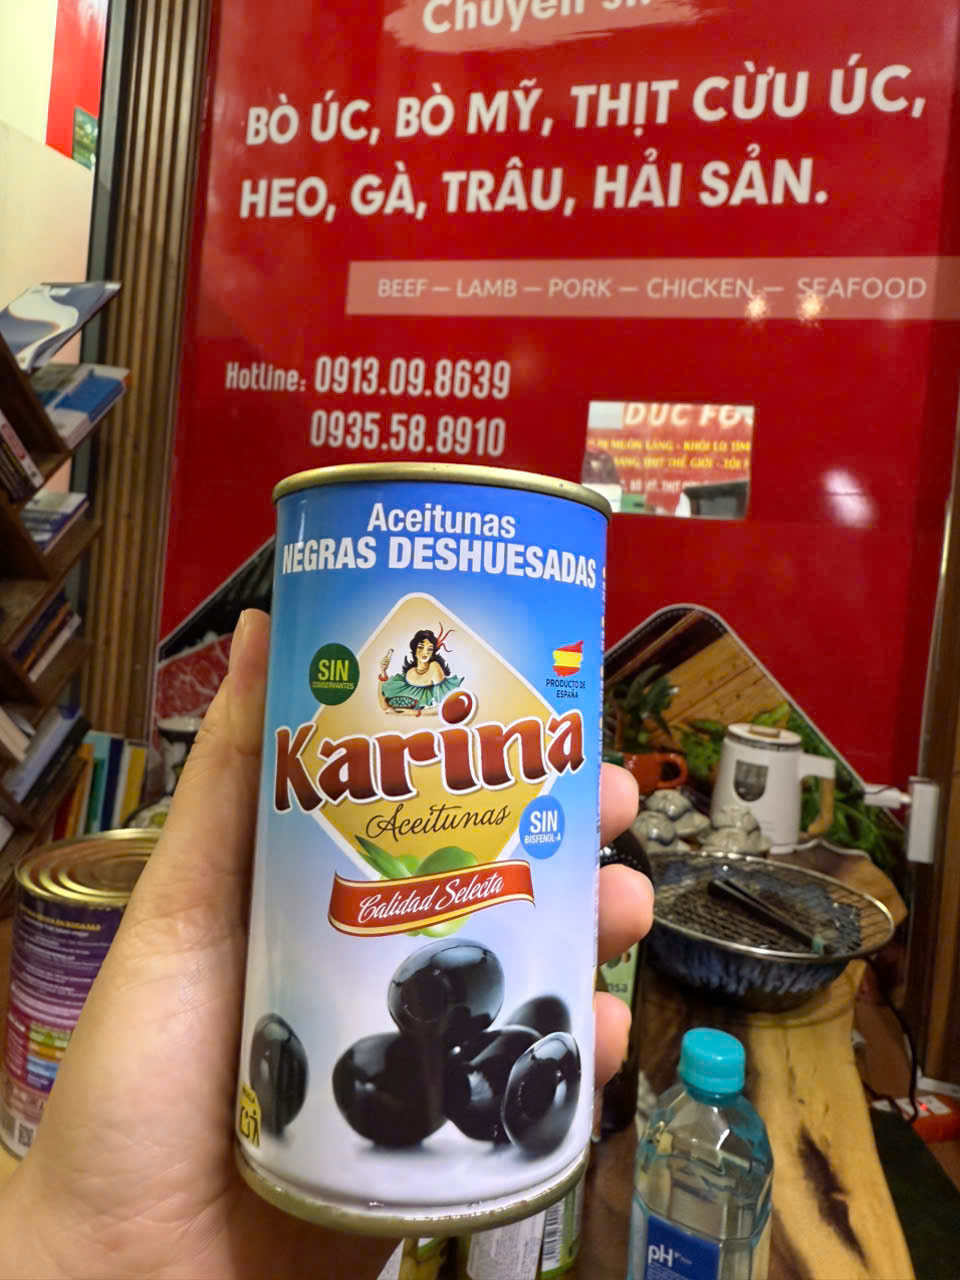 Chuyên
BÒ ÚC, BÒ MỸ, THỊT CỪU ÚC,
HEO, GÀ, TRÂU, HẢI SẢN.
BEEF — LAMB — PORK — CHICKEN — SEAFOOD
Hotline: 0913.09.8639
0935.58.8910
Aceitunas
NEGRAS DESHUESADAS
SIN
CONSERVANTES
PRODUCTO DE
ESPAÑA
Karina
Aceitunas
SIN
BISFENOL-A
Calidad Selecta
pH